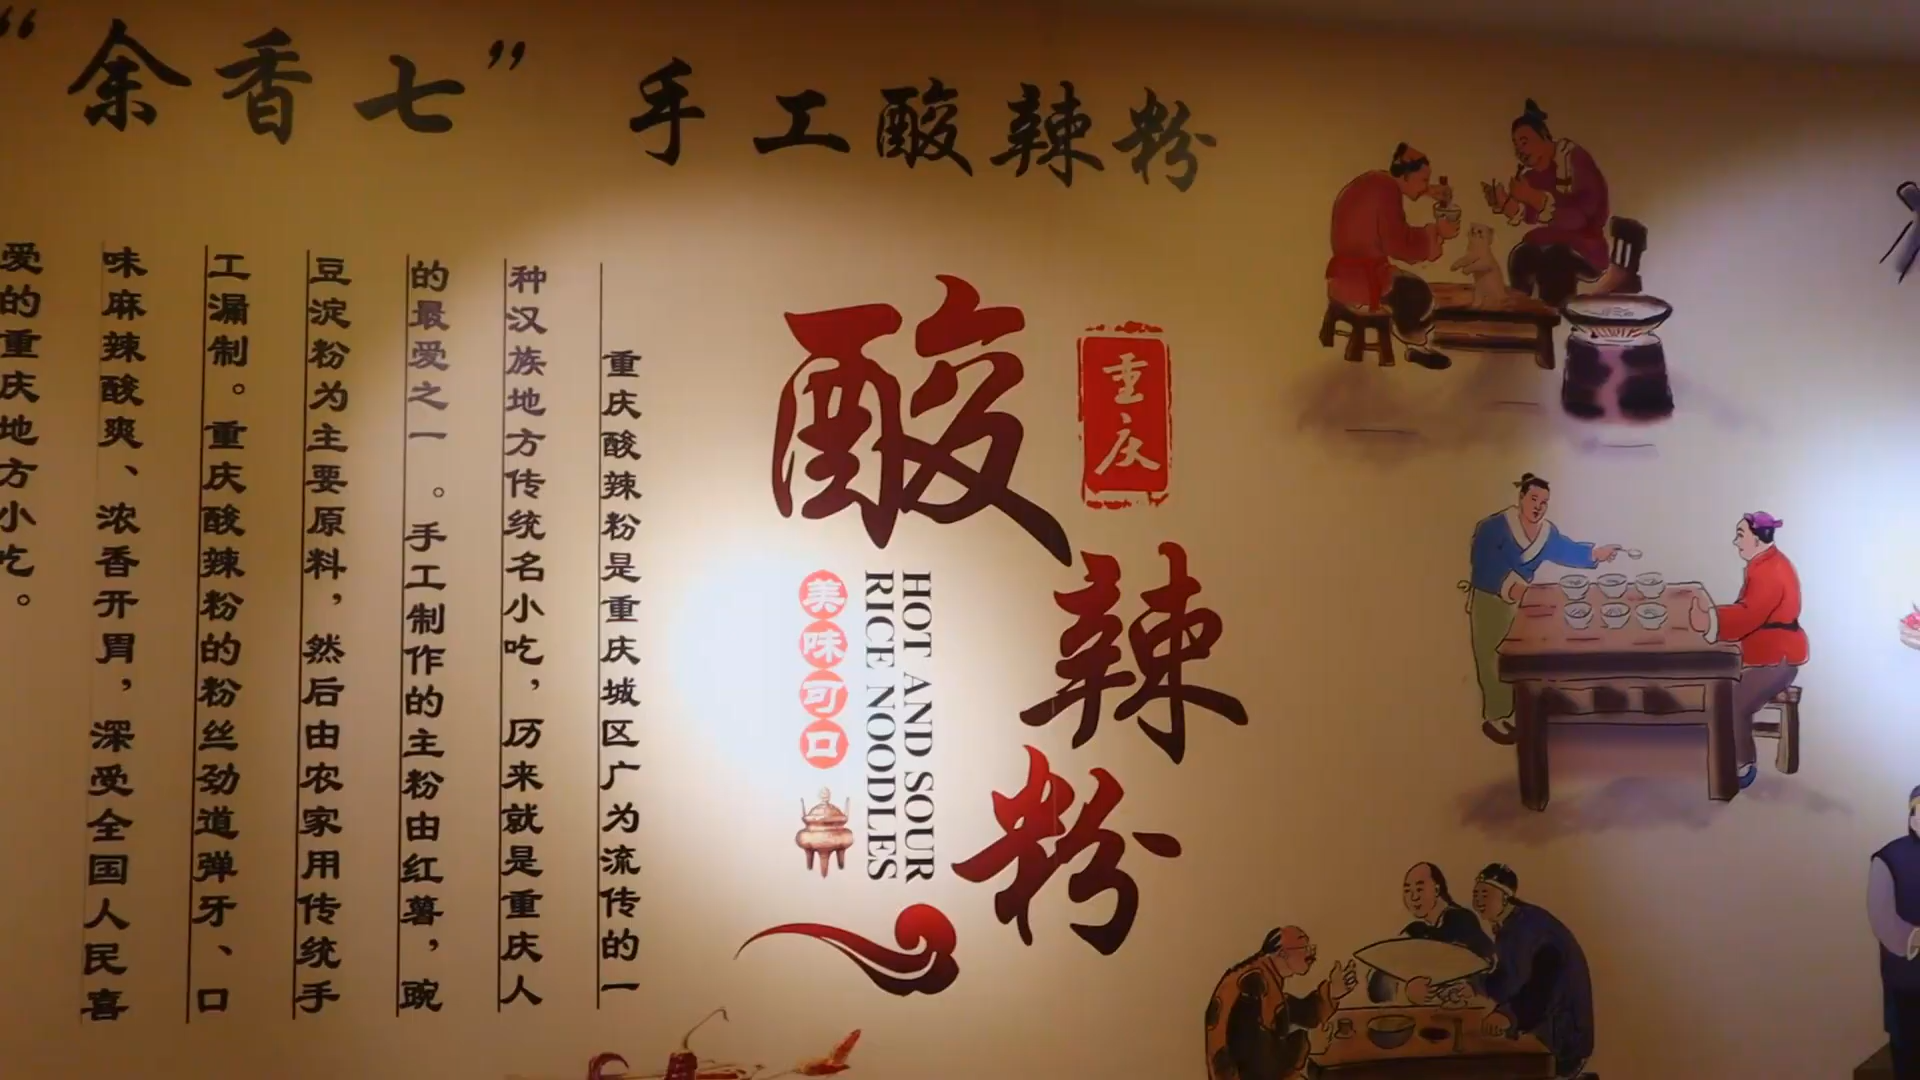 “余香七”手工酸辣粉
重庆
酸辣粉
HOT AND SOUR
RICE NOODLES
美味可口
重庆酸辣粉是重庆城区广为流传的一
种汉族地方传统名小吃，历来就是重庆人
的最爱之一。手工制作的主粉由红薯，豌
豆淀粉为主要原料，然后由农家用传统手
工漏制。重庆酸辣粉的粉丝劲道弹牙、口
味麻辣酸爽、浓香开胃，深受全国人民喜
爱的重庆地方小吃。